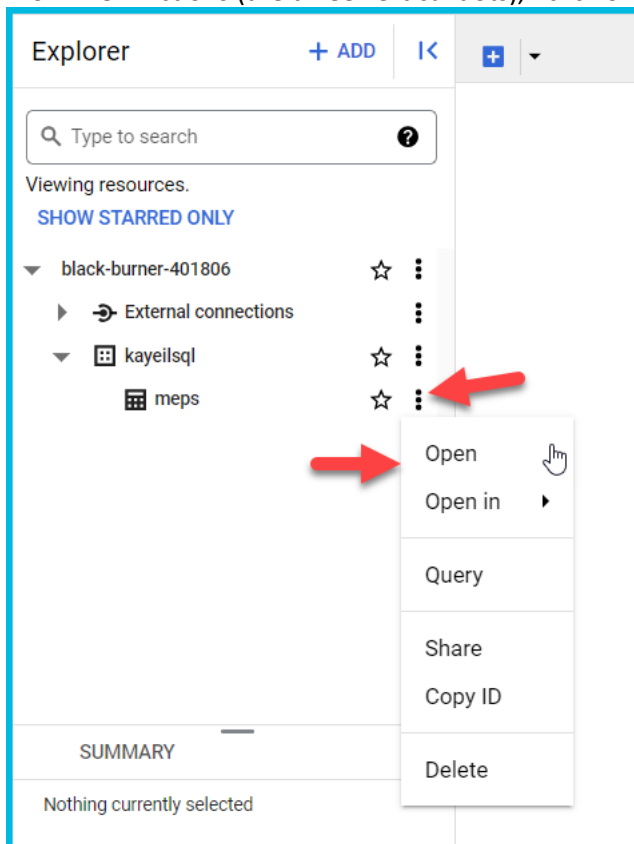 Explorer + ADD
Type to search
Viewing resources.
SHOW STARRED ONLY
black-burner-401806
External connections
kayeilsql
meps
Open
Open in
Query
Share
Copy ID
Delete
SUMMARY
Nothing currently selected